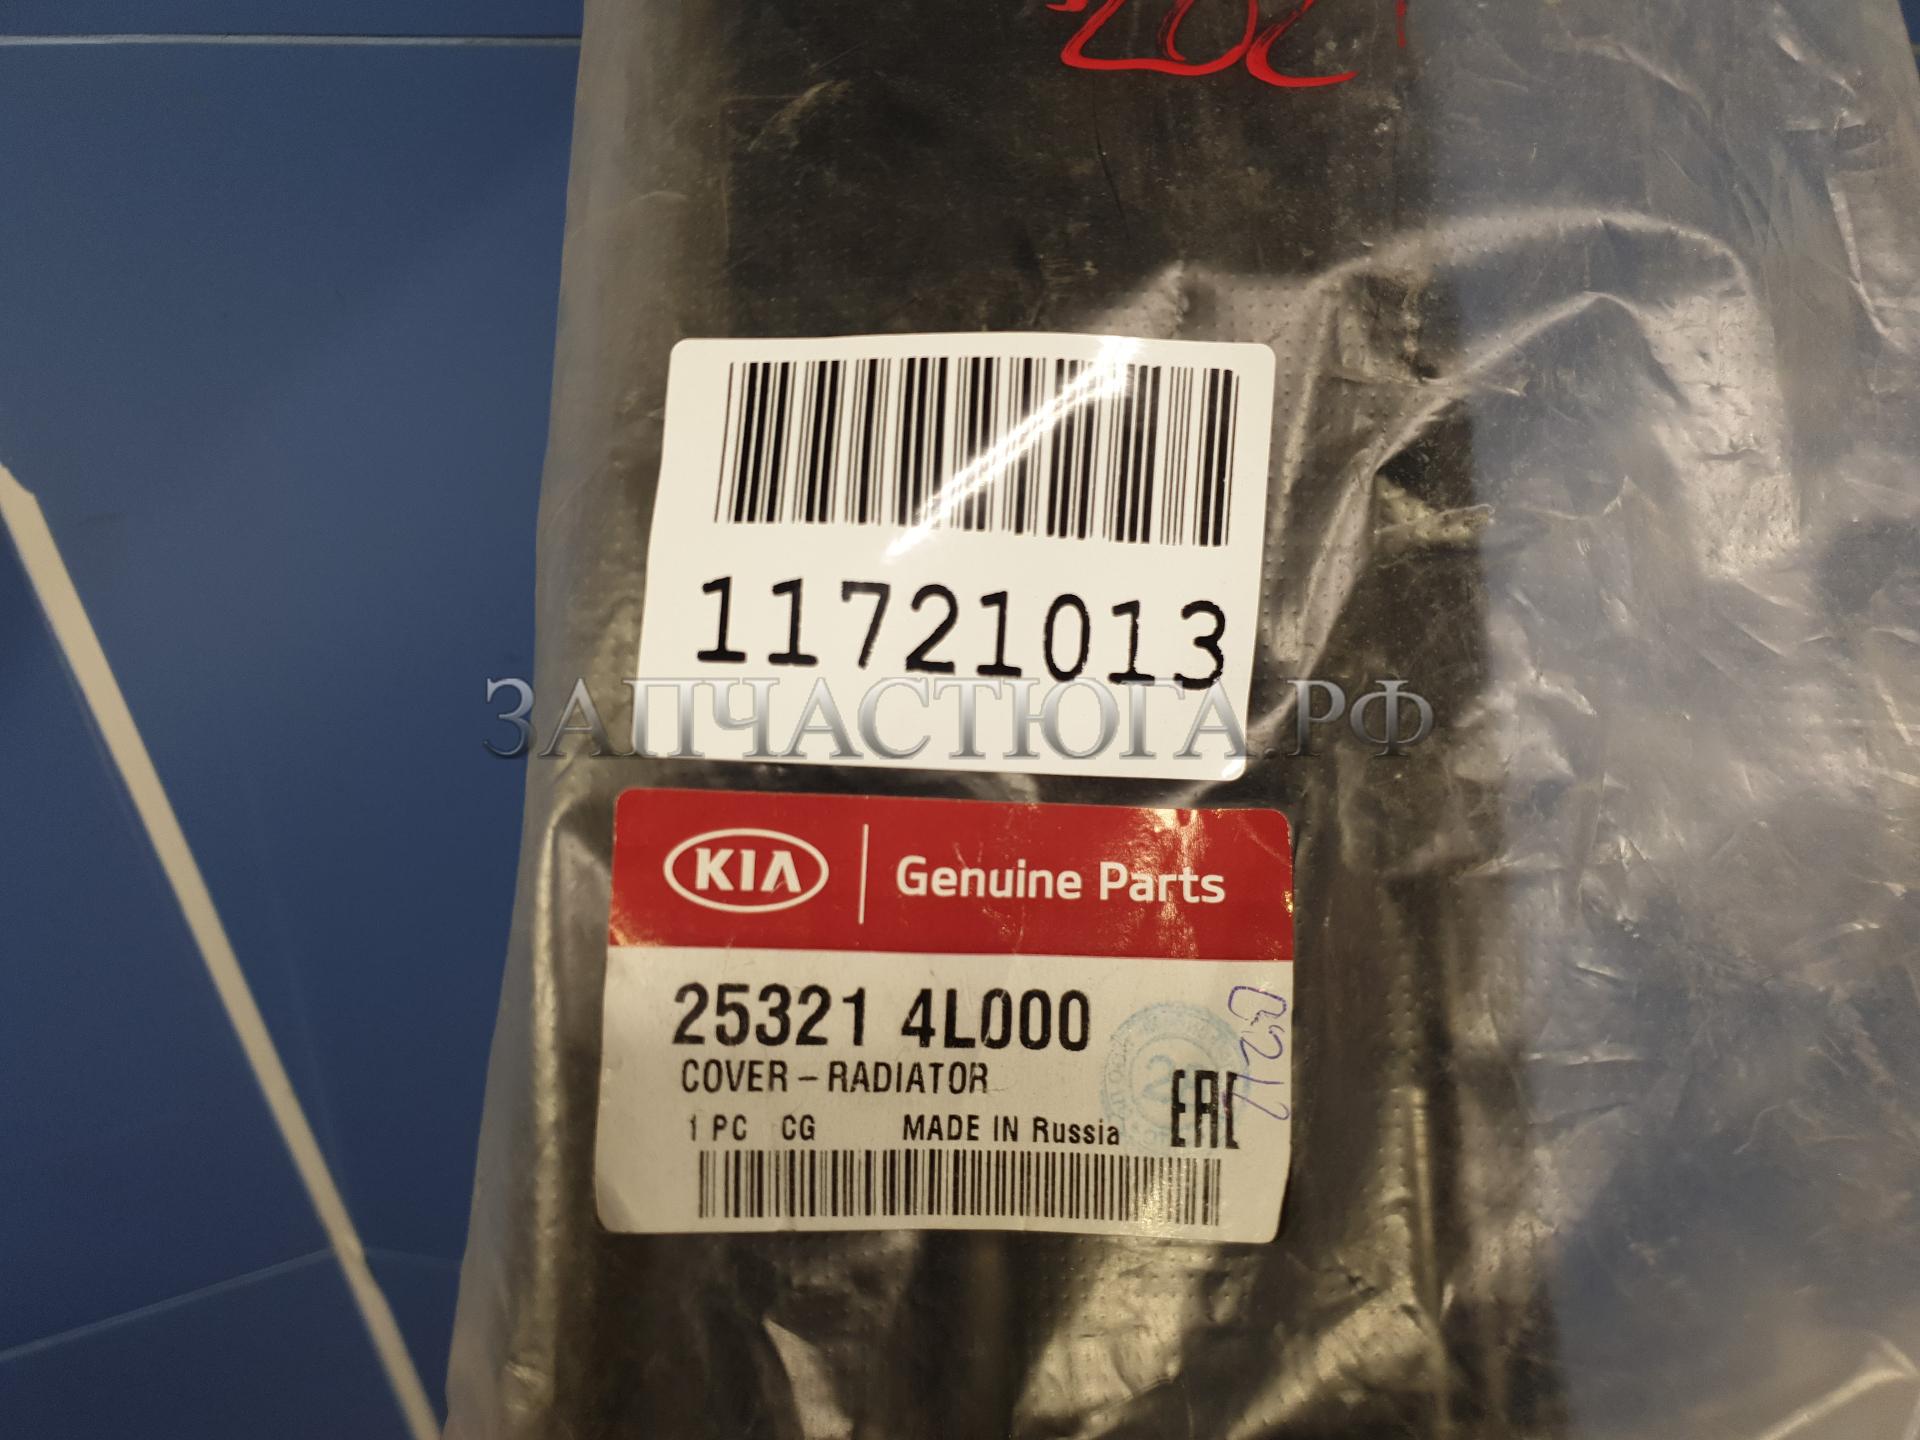 11721013
ЗАПЧАСТЮГА.РФ
KIA Genuine Parts
25321 4L000
COVER-RADIATOR
1 PC CG MADE IN Russia EAC